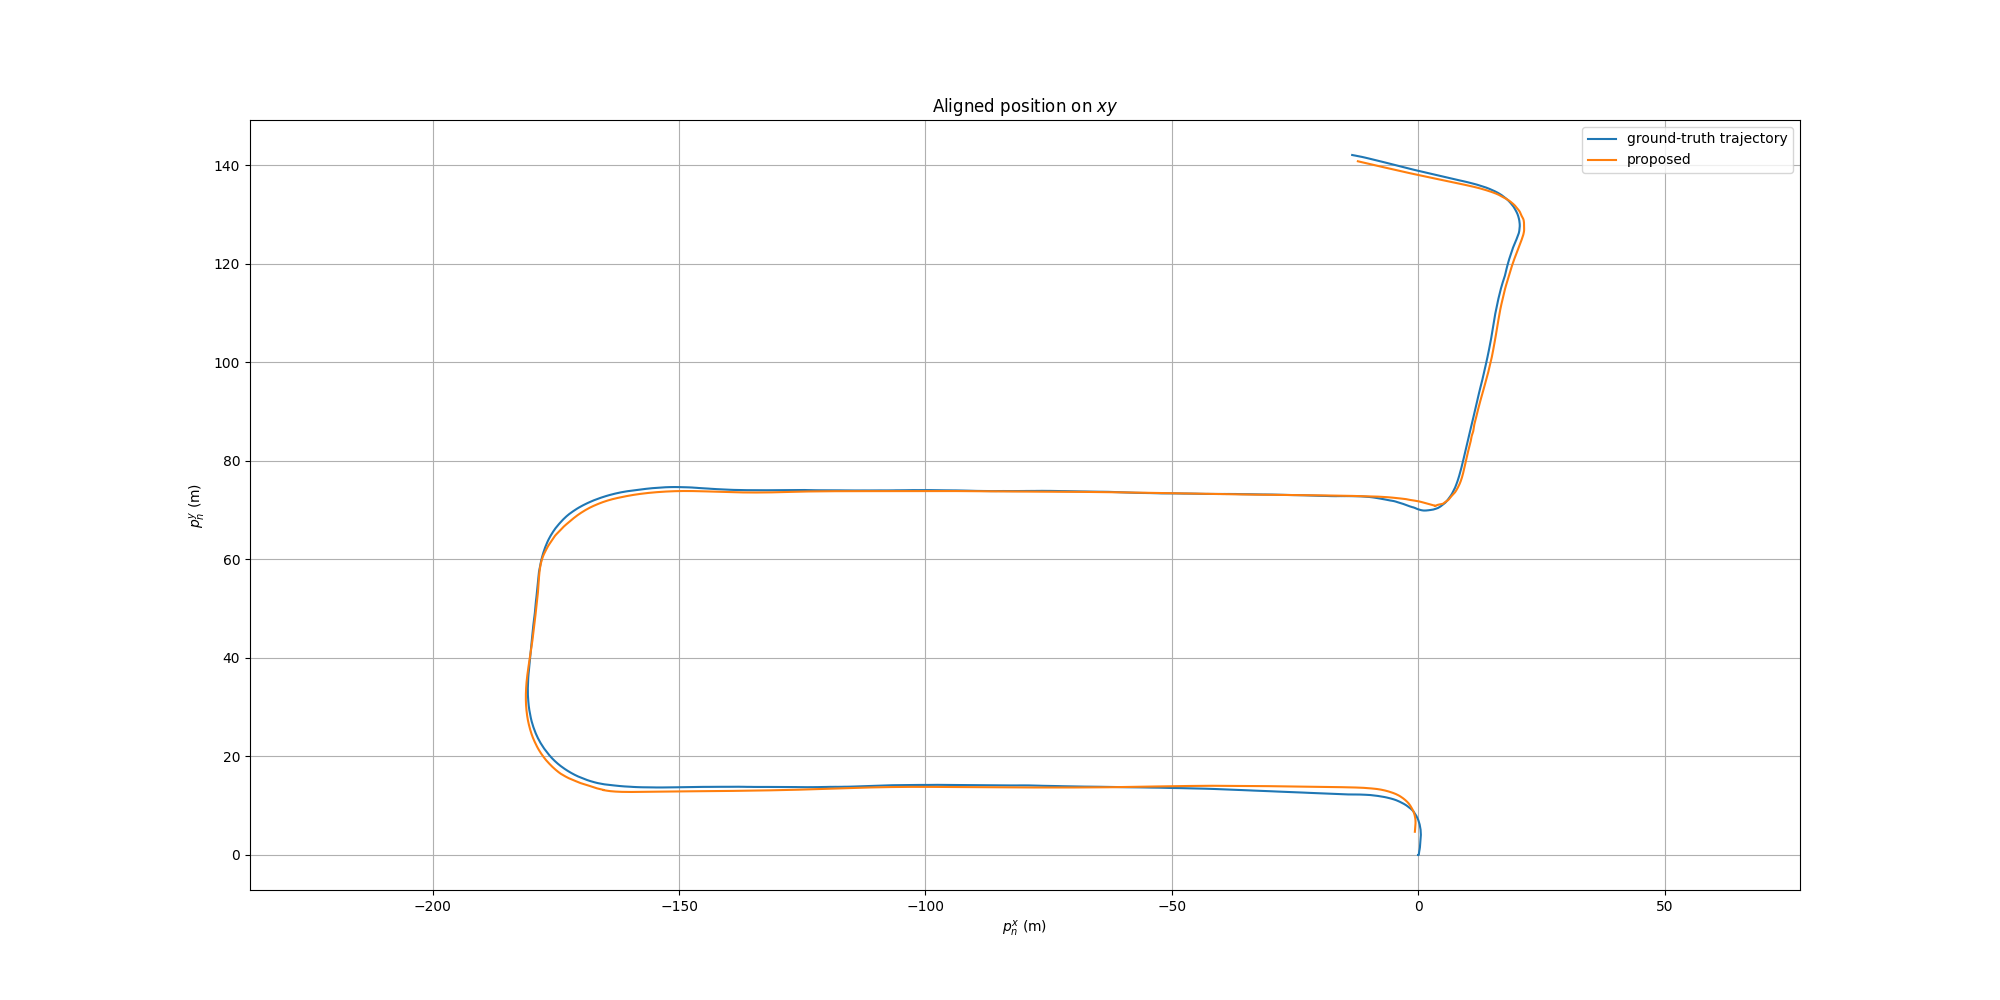 Aligned position on xy
ground-truth trajectory
proposed
140
120
100
80
60
40
20
0
p_n^y (m)
−200
−150
−100
−50
0
50
p_n^x (m)